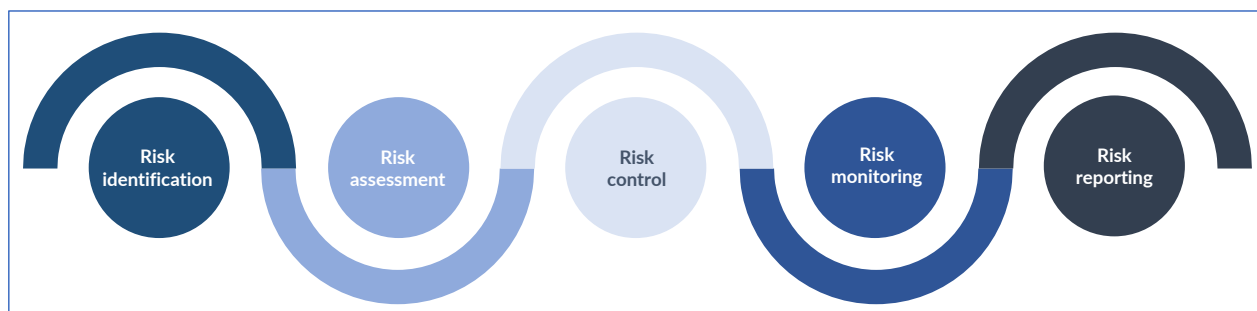 Risk
identification
Risk
assessment
Risk
control
Risk
monitoring
Risk
reporting